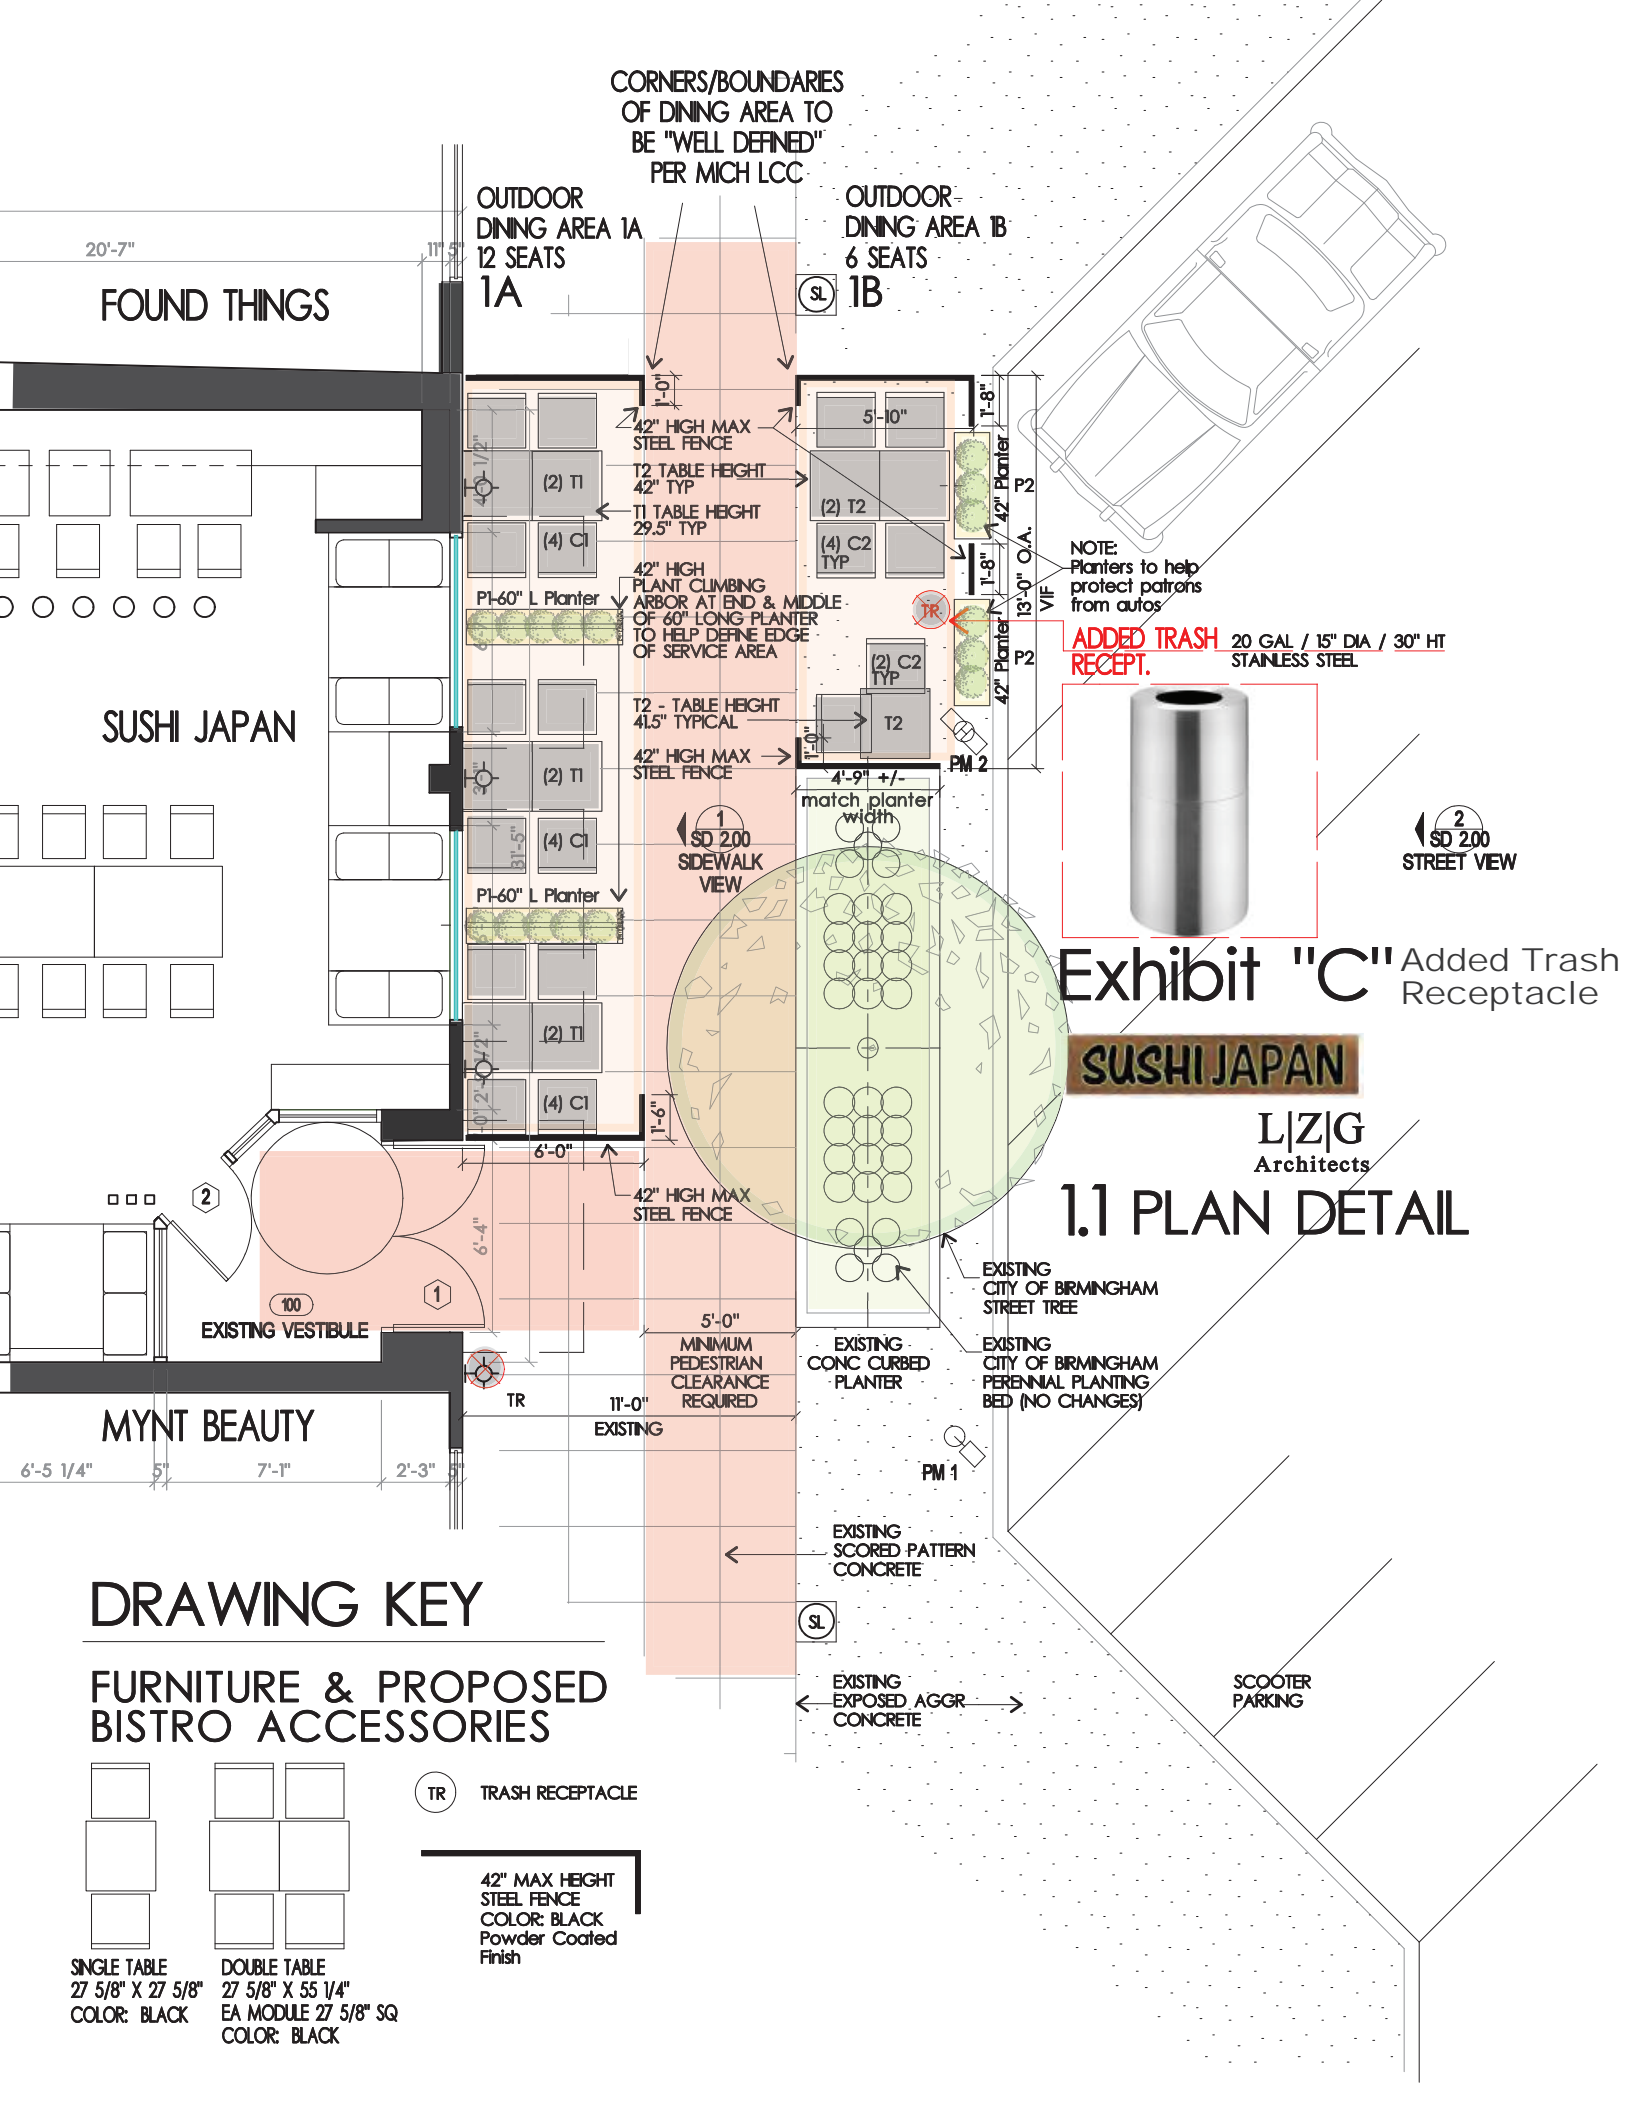 CORNERS/BOUNDARIES
OF DINING AREA TO
BE "WELL DEFINED"
PER MICH LCC
OUTDOOR
DINING AREA 1A
12 SEATS
1A
OUTDOOR
DINING AREA 1B
6 SEATS
1B
20'-7"
11"
5"
FOUND THINGS
SL
1'-0"
5'-10"
1'-8"
42" HIGH MAX
STEEL FENCE
T2 TABLE HEIGHT
42" TYP
T1 TABLE HEIGHT
29.5" TYP
(2) T1
(4) C1
(2) T2
(4) C2
TYP
42" Planter
P2
1'-8"
13'-0" O.A.
VIF
NOTE:
Planters to help
protect patrons
from autos
42" HIGH
PLANT CLIMBING
ARBOR AT END & MIDDLE
OF 60" LONG PLANTER
TO HELP DEFINE EDGE
OF SERVICE AREA
P1-60" L Planter
TR
ADDED TRASH
RECEPT.
20 GAL / 15" DIA / 30" HT
STAINLESS STEEL
42" Planter
P2
(2) C2
TYP
T2
T2 - TABLE HEIGHT
41.5" TYPICAL
42" HIGH MAX
STEEL FENCE
1'-0"
PM 2
SUSHI JAPAN
(2) T1
(4) C1
31'-5"
4'-9" +/-
match planter
width
1
SD 2.00
SIDEWALK
VIEW
2
SD 2.00
STREET VIEW
P1-60" L Planter
Exhibit "C"
Added Trash
Receptacle
SUSHI JAPAN
(2) T1
(4) C1
1'-6"
6'-0"
L|Z|G
Architects
1.1 PLAN DETAIL
42" HIGH MAX
STEEL FENCE
6'-4"
2
1
100
EXISTING VESTIBULE
EXISTING
CITY OF BIRMINGHAM
STREET TREE
5'-0"
MINIMUM
PEDESTRIAN
CLEARANCE
REQUIRED
EXISTING
CONC CURBED
PLANTER
EXISTING
CITY OF BIRMINGHAM
PERENNIAL PLANTING
BED (NO CHANGES)
TR
11'-0"
EXISTING
MYNT BEAUTY
6'-5 1/4"
5"
7'-1"
2'-3"
5"
PM 1
EXISTING
SCORED PATTERN
CONCRETE
SL
EXISTING
EXPOSED AGGR
CONCRETE
SCOOTER
PARKING
DRAWING KEY
FURNITURE & PROPOSED
BISTRO ACCESSORIES
TR
TRASH RECEPTACLE
42" MAX HEIGHT
STEEL FENCE
COLOR: BLACK
Powder Coated
Finish
SINGLE TABLE
27 5/8" X 27 5/8"
COLOR: BLACK
DOUBLE TABLE
27 5/8" X 55 1/4"
EA MODULE 27 5/8" SQ
COLOR: BLACK